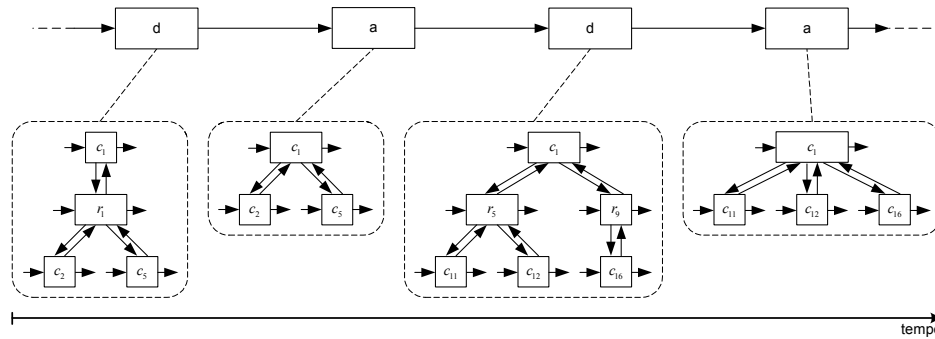 d a d a
c₁ c₁ c₁ c₁
r₁ c₂ c₅ r₅ r₉ c₁₁ c₁₂ c₁₆
c₂ c₅ c₁₁ c₁₂ c₁₆
tempo